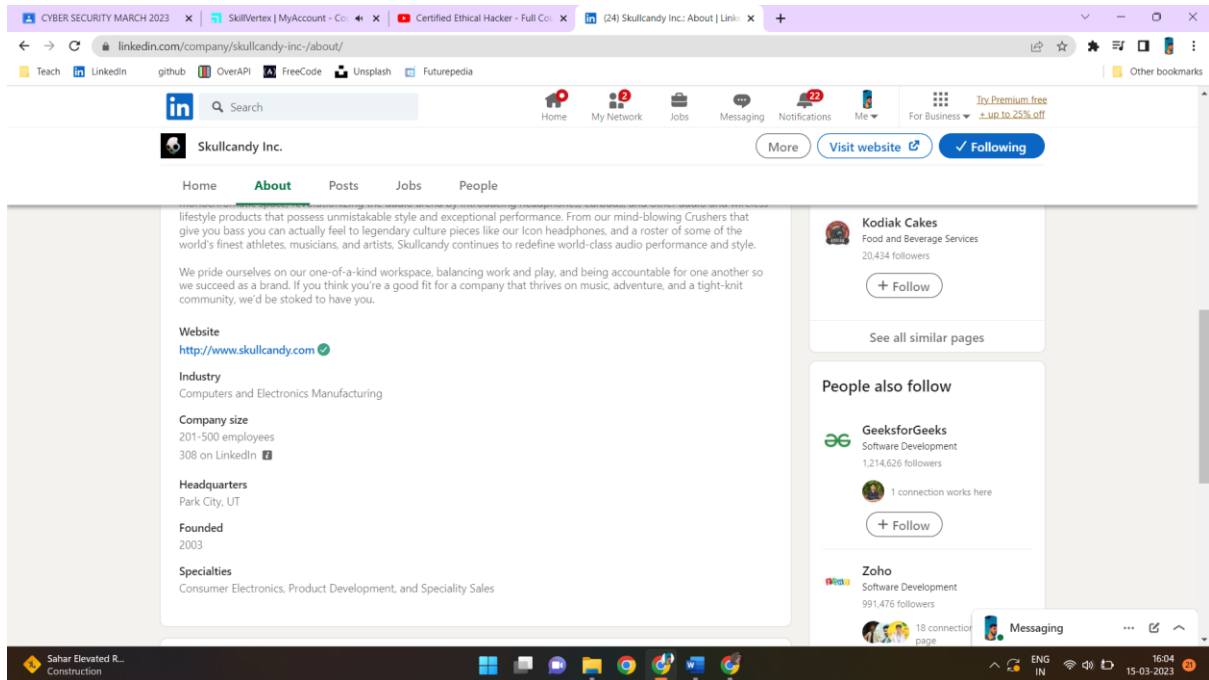 CYBER SECURITY MARCH 2023
SkillVertex | MyAccount - Co
Certified Ethical Hacker - Full Cou
(24) Skullcandy Inc.: About | Link
linkedin.com/company/skullcandy-inc-/about/
Teach
LinkedIn
github
OverAPI
FreeCode
Unsplash
Futurepedia
Other bookmarks
in
Search
Home
2
My Network
Jobs
Messaging
22
Notifications
Me
For Business
Try Premium free
+ up to 25% off
Skullcandy Inc.
More
Visit website
✓ Following
Home
About
Posts
Jobs
People
lifestyle products that possess unmistakable style and exceptional performance. From our mind-blowing Crushers that
give you bass you can actually feel to legendary culture pieces like our Icon headphones, and a roster of some of the
world's finest athletes, musicians, and artists, Skullcandy continues to redefine world-class audio performance and style.
We pride ourselves on our one-of-a-kind workspace, balancing work and play, and being accountable for one another so
we succeed as a brand. If you think you're a good fit for a company that thrives on music, adventure, and a tight-knit
community, we'd be stoked to have you.
Website
http://www.skullcandy.com
Industry
Computers and Electronics Manufacturing
Company size
201-500 employees
308 on LinkedIn
Headquarters
Park City, UT
Founded
2003
Specialties
Consumer Electronics, Product Development, and Speciality Sales
Kodiak Cakes
Food and Beverage Services
20,434 followers
+ Follow
See all similar pages
People also follow
GeeksforGeeks
Software Development
1,214,626 followers
1 connection works here
+ Follow
Zoho
Software Development
991,476 followers
18 connection
page
Messaging
Sahar Elevated R...
Construction
ENG
IN
16:04
15-03-2023
21